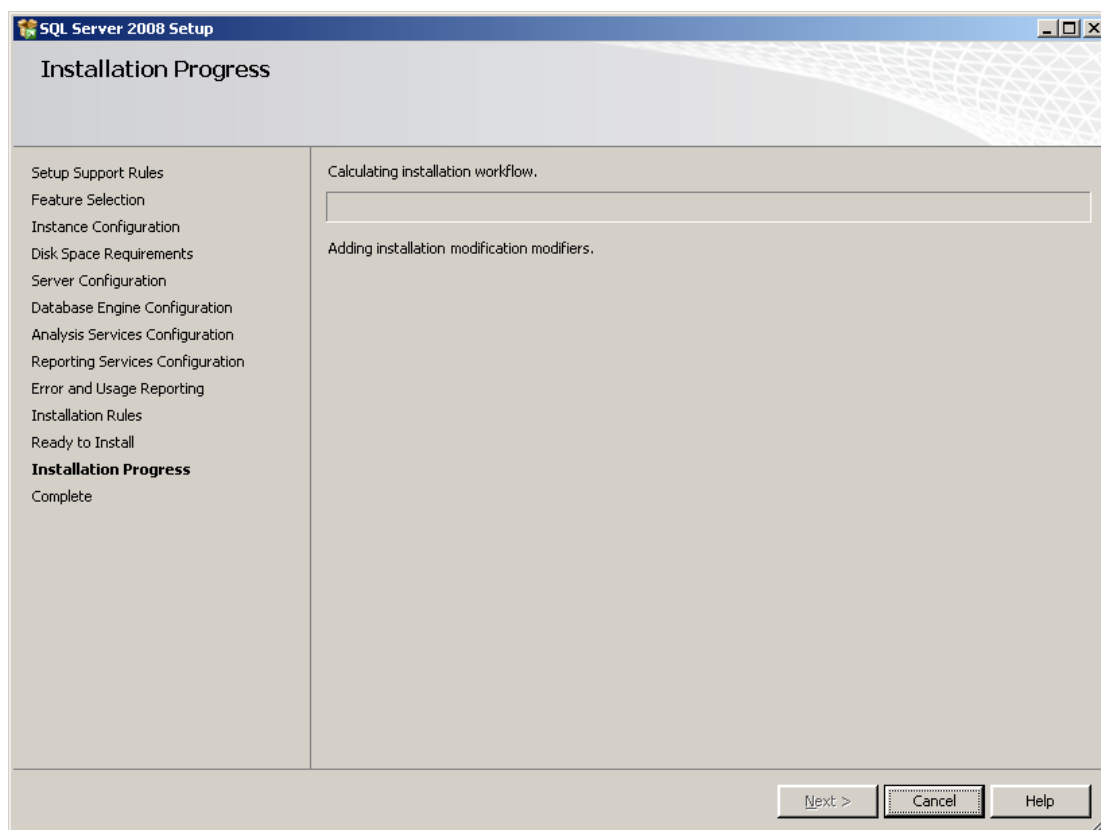 SQL Server 2008 Setup
Installation Progress
Setup Support Rules
Feature Selection
Instance Configuration
Disk Space Requirements
Server Configuration
Database Engine Configuration
Analysis Services Configuration
Reporting Services Configuration
Error and Usage Reporting
Installation Rules
Ready to Install
Installation Progress
Complete
Calculating installation workflow.
Adding installation modification modifiers.
Next >
Cancel
Help